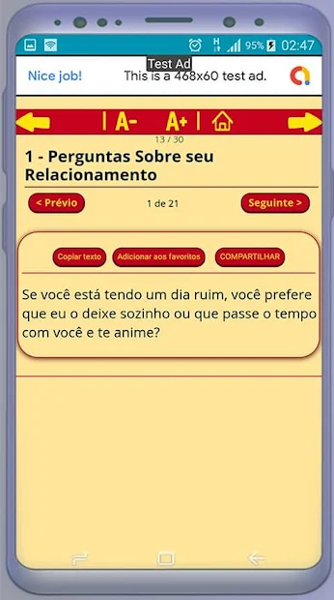 95% 02:47
Test Ad
Nice job! This is a 468x60 test ad.
| A- A+ |
13 / 30
1 - Perguntas Sobre seu
Relacionamento
< Prévio 1 de 21 Seguinte >
Copiar texto Adicionar aos favoritos COMPARTILHAR
Se você está tendo um dia ruim, você prefere
que eu o deixe sozinho ou que passe o tempo
com você e te anime?